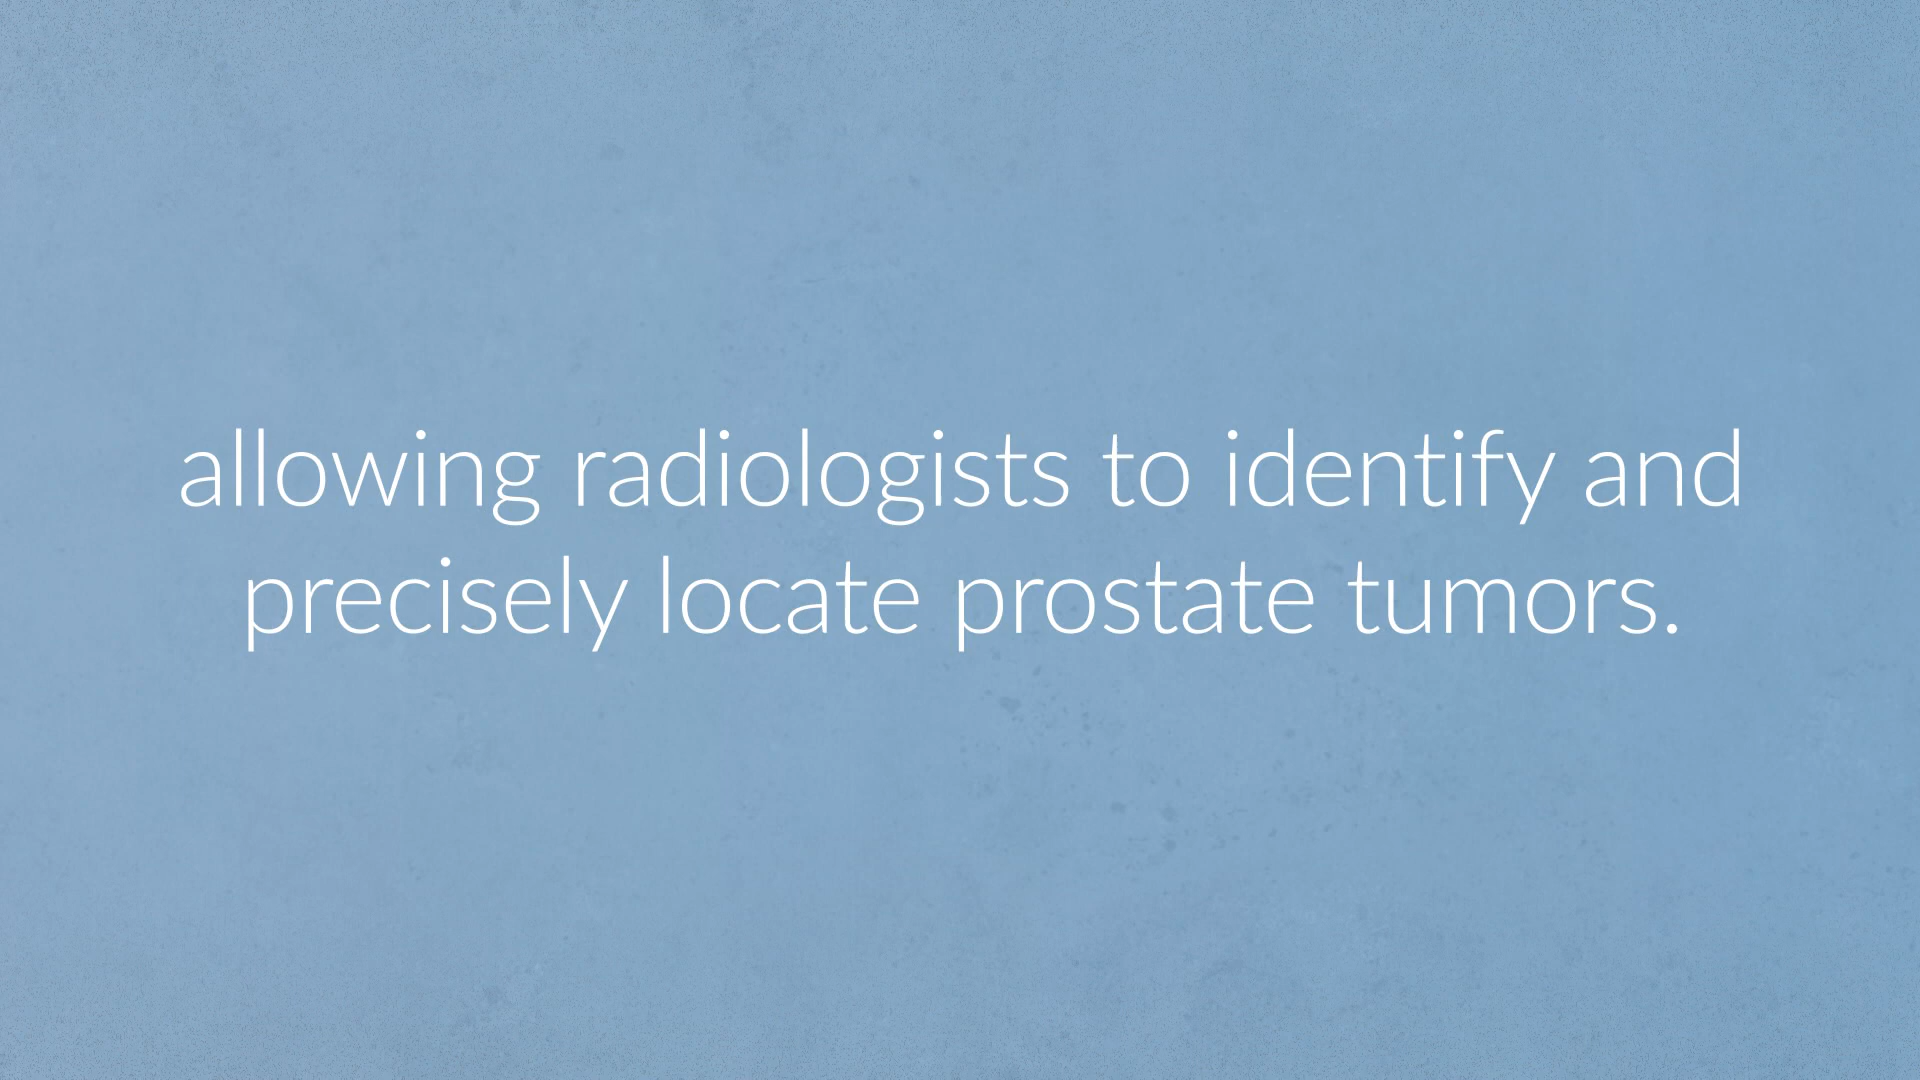 allowing radiologists to identify and
precisely locate prostate tumors.